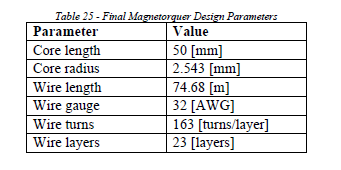 Table 25 - Final Magnetorquer Design Parameters
Parameter Value
Core length 50 [mm]
Core radius 2.543 [mm]
Wire length 74.68 [m]
Wire gauge 32 [AWG]
Wire turns 163 [turns/layer]
Wire layers 23 [layers]